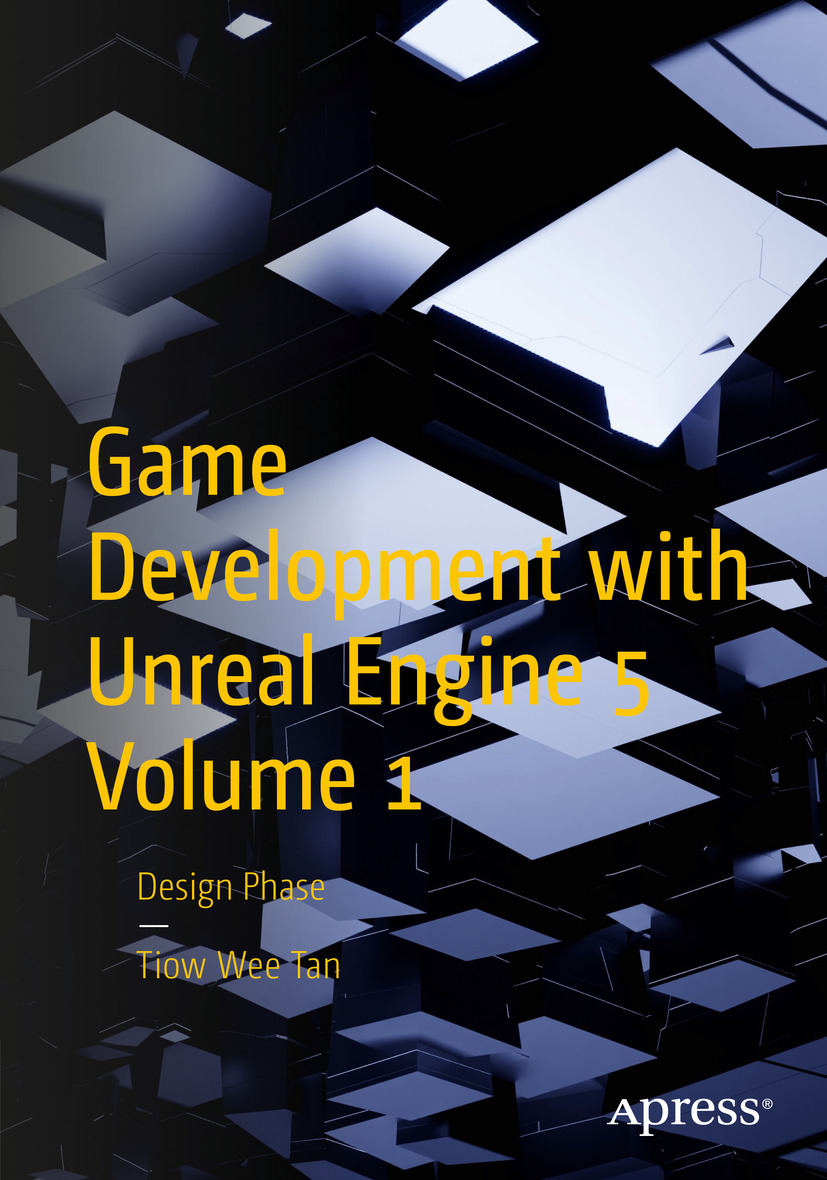 Game
Development with
Unreal Engine 5
Volume 1
Design Phase
—
Tiow Wee Tan
Apress®